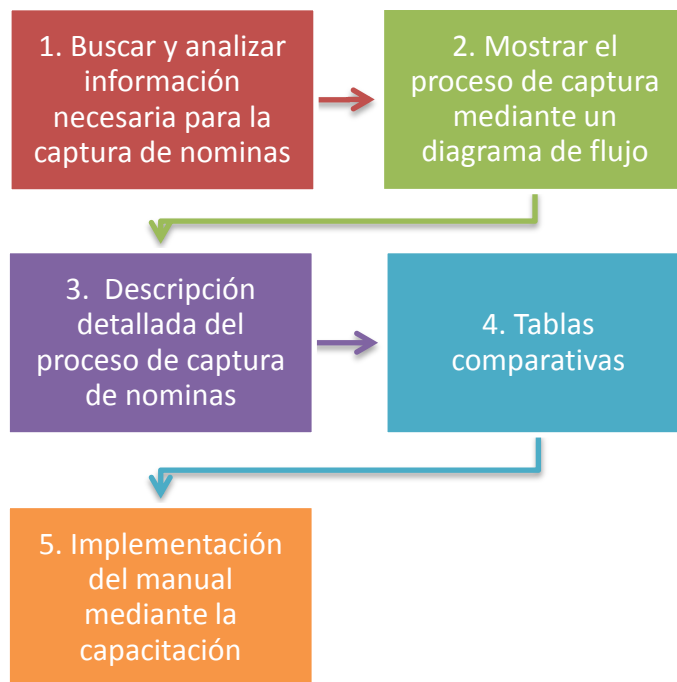 1. Buscar y analizar
información
necesaria para la
captura de nominas
2. Mostrar el
proceso de captura
mediante un
diagrama de flujo
3. Descripción
detallada del
proceso de captura
de nominas
4. Tablas
comparativas
5. Implementación
del manual
mediante la
capacitación